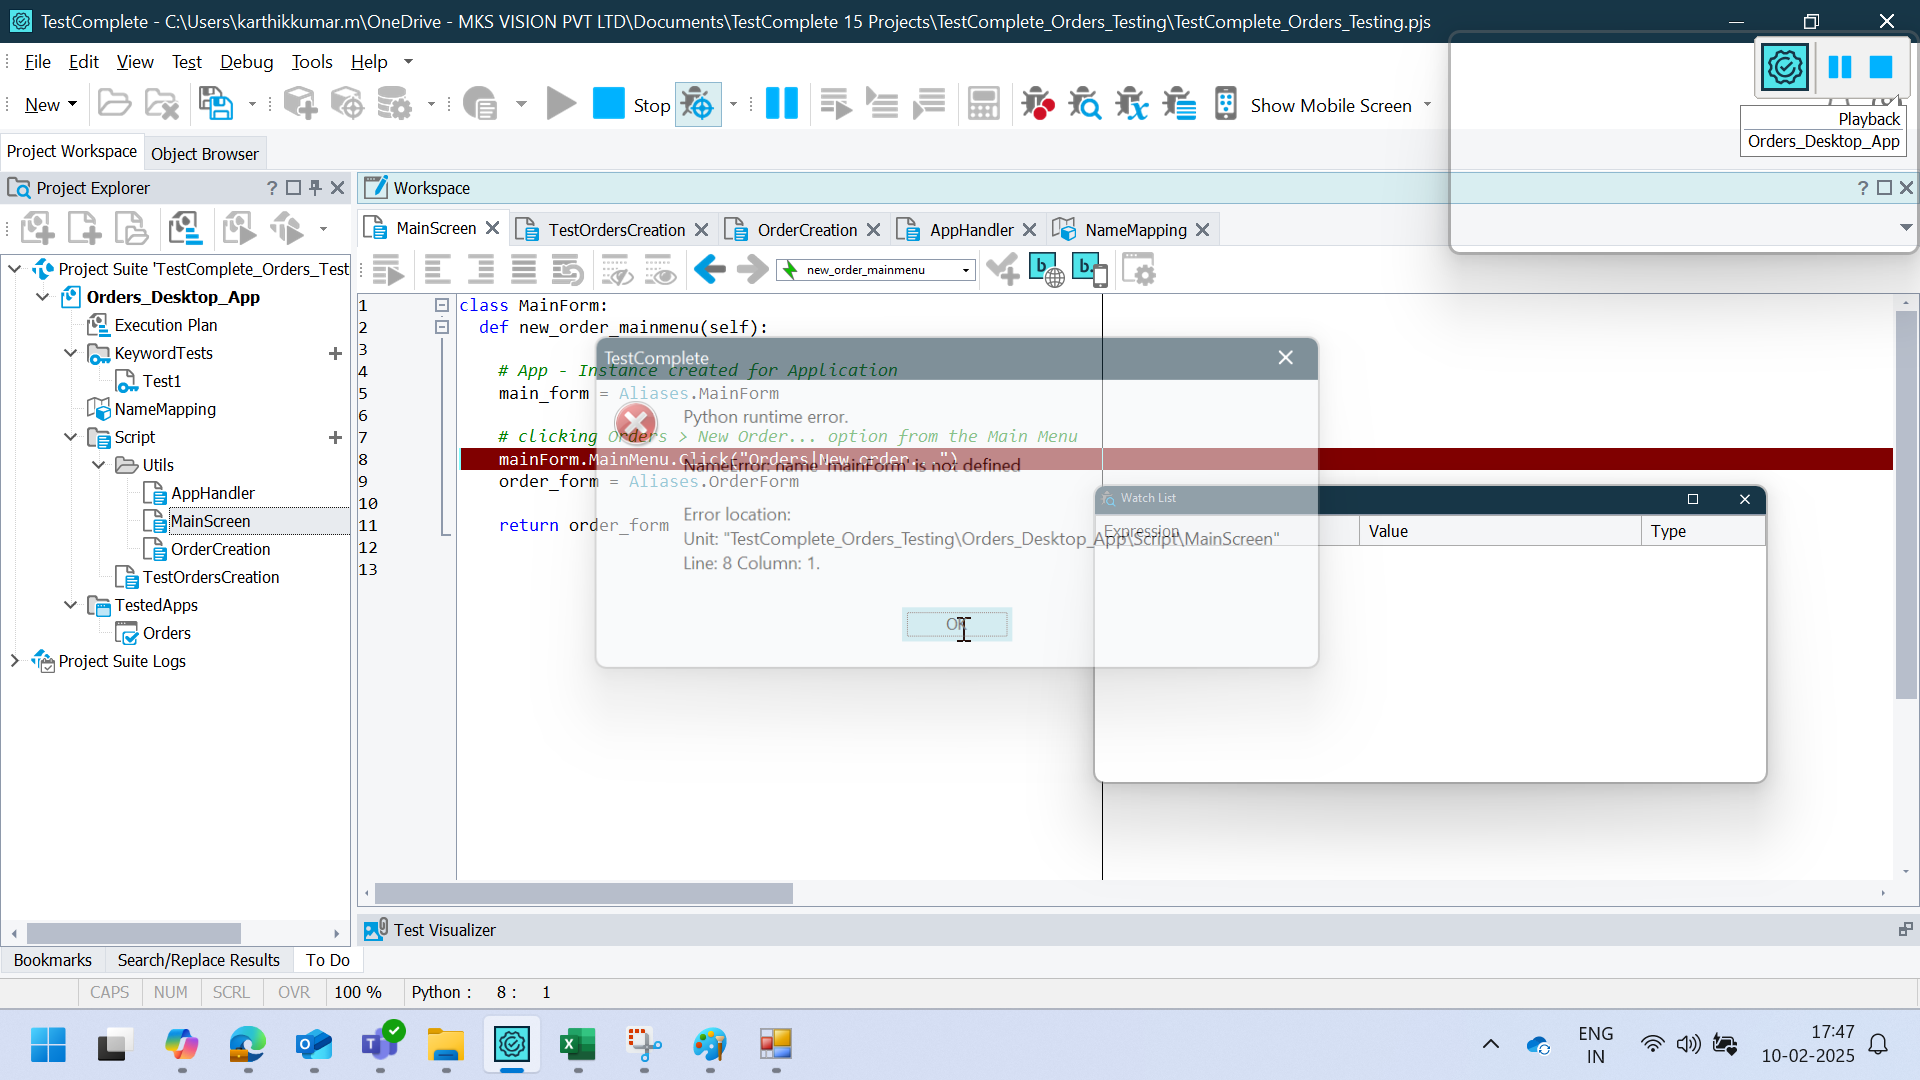 TestComplete - C:\Users\karthikkumar.m\OneDrive - MKS VISION PVT LTD\Documents\TestComplete 15 Projects\TestComplete_Orders_Testing\TestComplete_Orders_Testing.pjs
File Edit View Test Debug Tools Help
New Stop Show Mobile Screen
Playback
Orders_Desktop_App
Project Workspace Object Browser
Project Explorer
Workspace
MainScreen TestOrdersCreation OrderCreation AppHandler NameMapping
new_order_mainmenu
Project Suite 'TestComplete_Orders_Test
Orders_Desktop_App
Execution Plan
KeywordTests
Test1
NameMapping
Script
Utils
AppHandler
MainScreen
OrderCreation
TestOrdersCreation
TestedApps
Orders
Project Suite Logs
1 class MainForm:
2 def new_order_mainmenu(self):
3
4 # App - Instance created for Application
5 main_form = Aliases.MainForm
6
7 # clicking Orders > New Order... option from the Main Menu
8 mainForm.MainMenu.Click("Orders|New order...")
9 order_form = Aliases.OrderForm
10
11 return order_form
12
13
TestComplete
Python runtime error.
NameError: name 'mainForm' is not defined
Error location:
Unit: "TestComplete_Orders_Testing\Orders_Desktop_App\Script\MainScreen"
Line: 8 Column: 1.
OK
Watch List
Expression Value Type
Test Visualizer
Bookmarks Search/Replace Results To Do
CAPS NUM SCRL OVR 100 % Python : 8 : 1
ENG
IN
17:47
10-02-2025